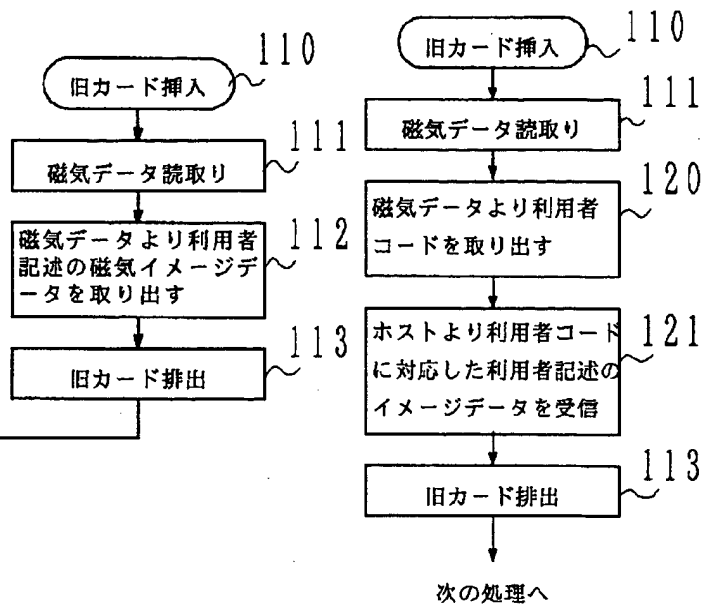 旧カード挿入
110
磁気データ読取り
111
磁気データより利用者
記述の磁気イメージデ
ータを取り出す
112
旧カード排出
113
旧カード挿入
110
磁気データ読取り
111
磁気データより利用者
コードを取り出す
120
ホストより利用者コード
に対応した利用者記述の
イメージデータを受信
121
旧カード排出
113
次の処理へ